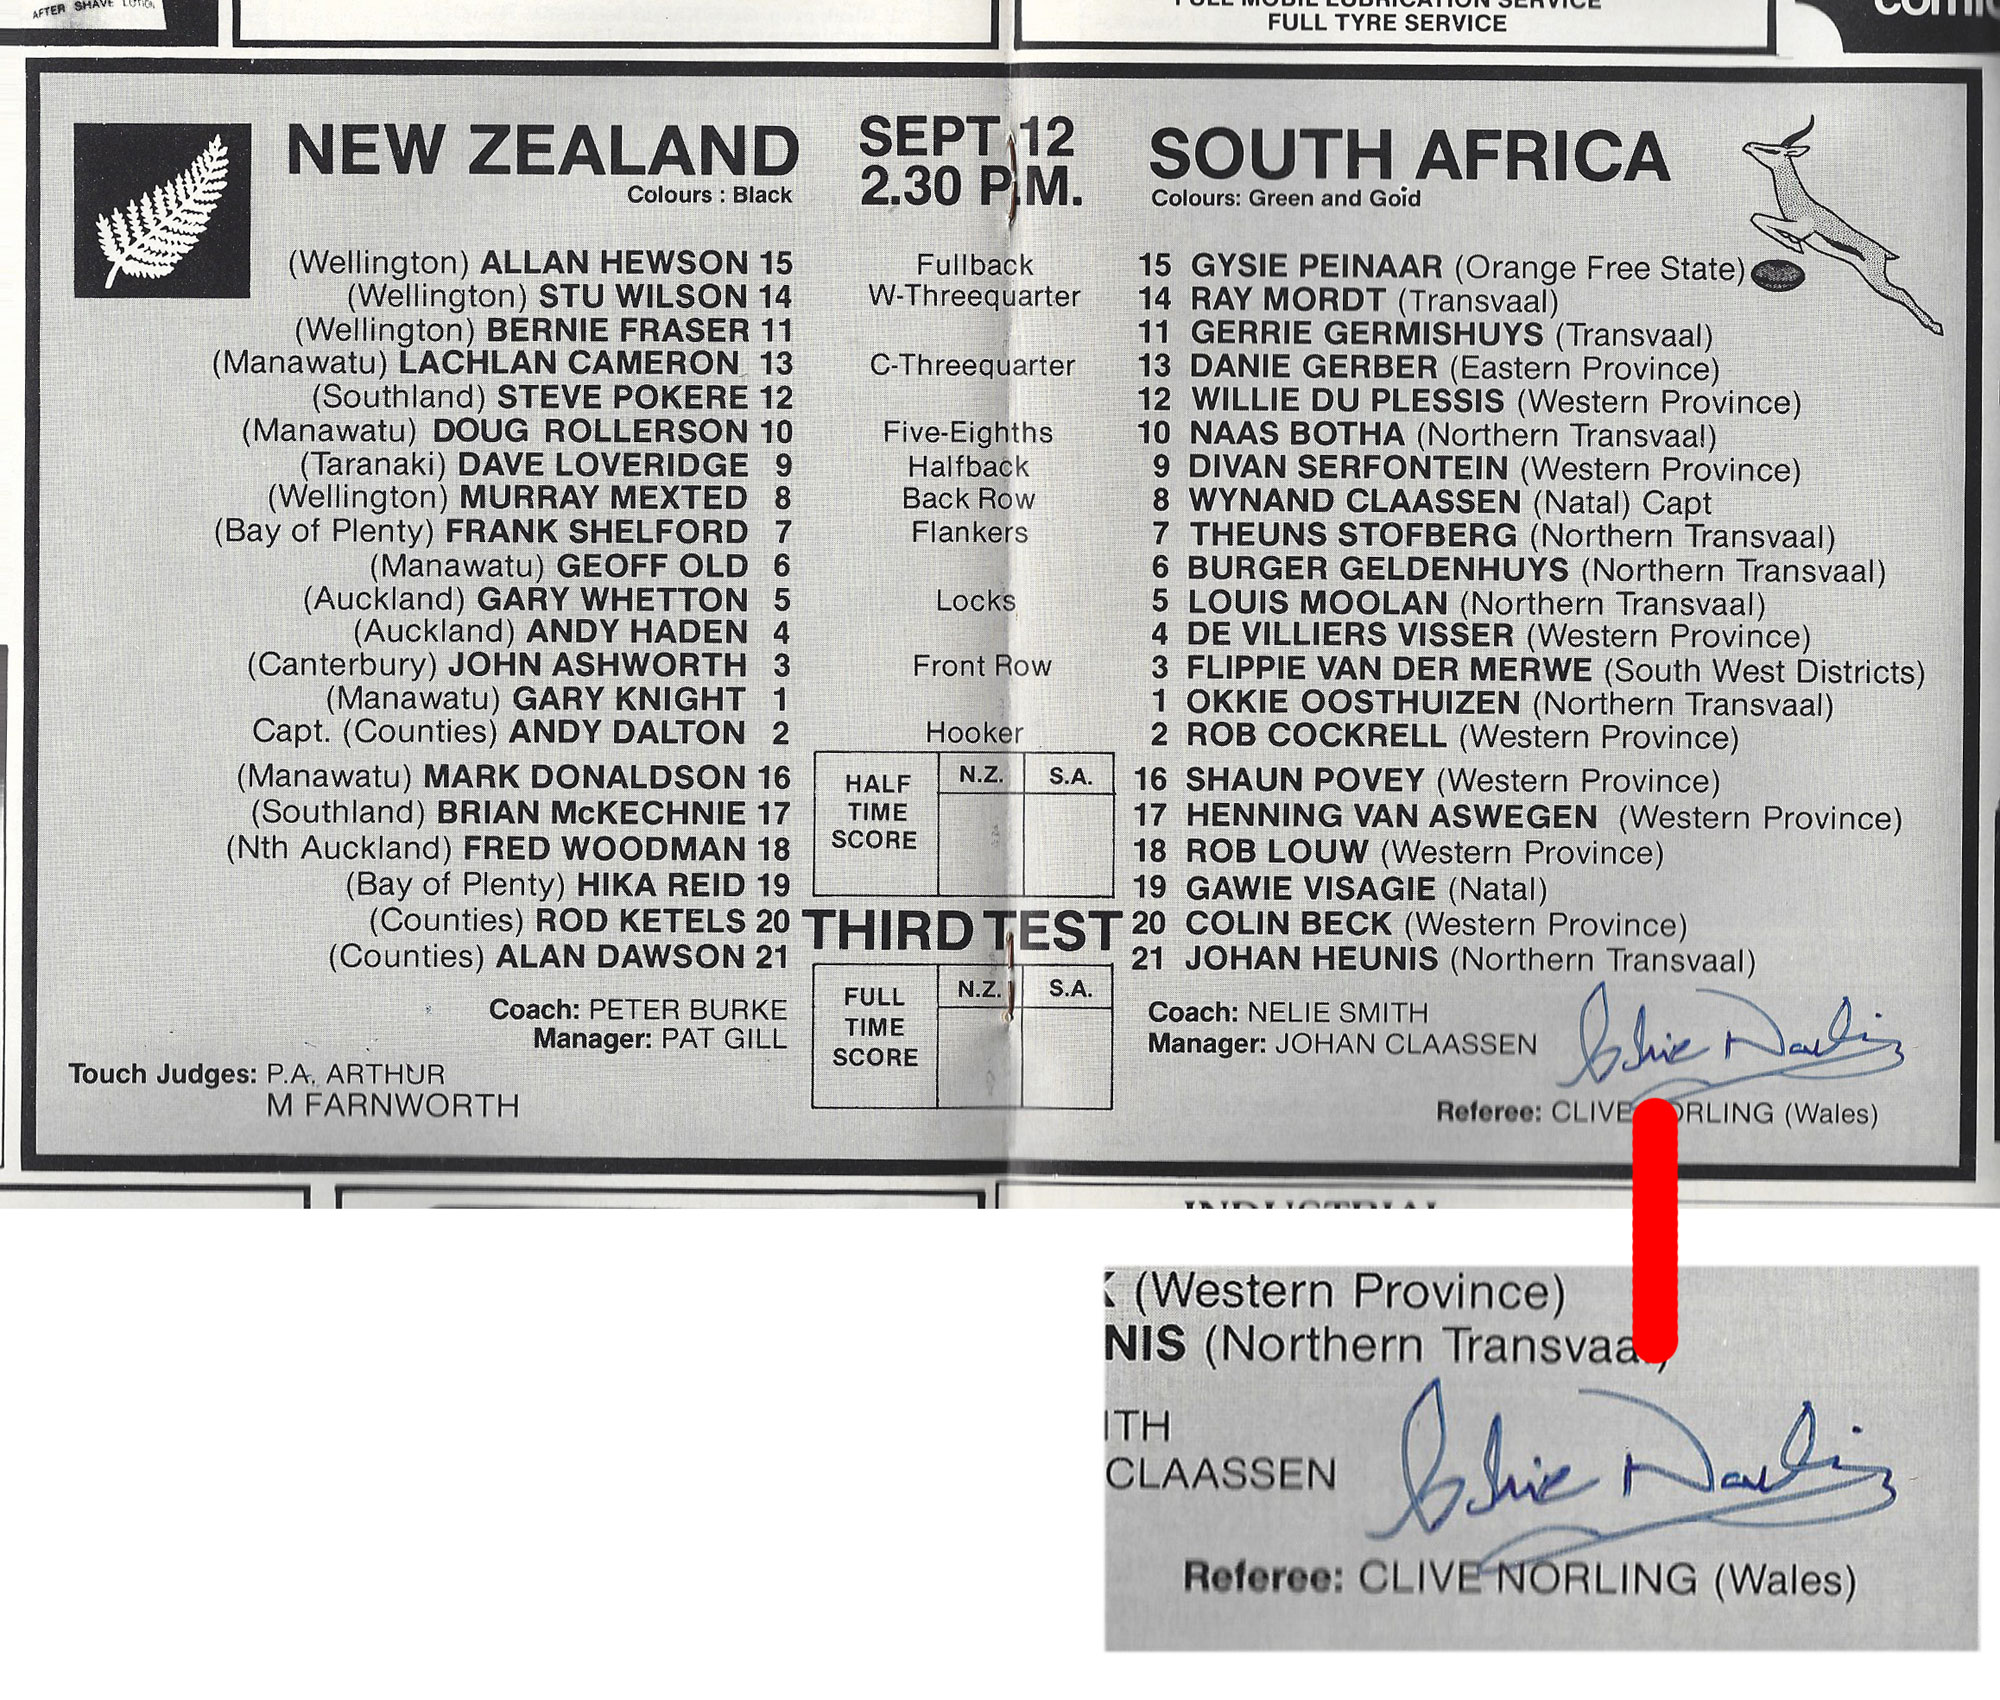 AFTER SHAVE LOTION
FULL MOBIL LUBRICATION SERVICE
FULL TYRE SERVICE
NEW ZEALAND
Colours : Black
SEPT 12
2.30 P.M.
SOUTH AFRICA
Colours: Green and Gold
(Wellington) ALLAN HEWSON 15 Fullback 15 GYSIE PEINAAR (Orange Free State)
(Wellington) STU WILSON 14 W-Threequarter 14 RAY MORDT (Transvaal)
(Wellington) BERNIE FRASER 11 11 GERRIE GERMISHUYS (Transvaal)
(Manawatu) LACHLAN CAMERON 13 C-Threequarter 13 DANIE GERBER (Eastern Province)
(Southland) STEVE POKERE 12 12 WILLIE DU PLESSIS (Western Province)
(Manawatu) DOUG ROLLERSON 10 Five-Eighths 10 NAAS BOTHA (Northern Transvaal)
(Taranaki) DAVE LOVERIDGE 9 Halfback 9 DIVAN SERFONTEIN (Western Province)
(Wellington) MURRAY MEXTED 8 Back Row 8 WYNAND CLAASSEN (Natal) Capt
(Bay of Plenty) FRANK SHELFORD 7 Flankers 7 THEUNS STOFBERG (Northern Transvaal)
(Manawatu) GEOFF OLD 6 6 BURGER GELDENHUYS (Northern Transvaal)
(Auckland) GARY WHETTON 5 Locks 5 LOUIS MOOLAN (Northern Transvaal)
(Auckland) ANDY HADEN 4 4 DE VILLIERS VISSER (Western Province)
(Canterbury) JOHN ASHWORTH 3 Front Row 3 FLIPPIE VAN DER MERWE (South West Districts)
(Manawatu) GARY KNIGHT 1 1 OKKIE OOSTHUIZEN (Northern Transvaal)
Capt. (Counties) ANDY DALTON 2 Hooker 2 ROB COCKRELL (Western Province)
(Manawatu) MARK DONALDSON 16 16 SHAUN POVEY (Western Province)
(Southland) BRIAN McKECHNIE 17 17 HENNING VAN ASWEGEN (Western Province)
(Nth Auckland) FRED WOODMAN 18 18 ROB LOUW (Western Province)
(Bay of Plenty) HIKA REID 19 19 GAWIE VISAGIE (Natal)
(Counties) ROD KETELS 20 20 COLIN BECK (Western Province)
(Counties) ALAN DAWSON 21 21 JOHAN HEUNIS (Northern Transvaal)
HALF TIME SCORE N.Z. S.A.
THIRD TEST
FULL TIME SCORE N.Z. S.A.
Coach: PETER BURKE
Manager: PAT GILL
Touch Judges: P.A. ARTHUR
M FARNWORTH
Coach: NELIE SMITH
Manager: JOHAN CLAASSEN
Clive Norling
Referee: CLIVE NORLING (Wales)
INDUSTRIAL
K (Western Province)
NIS (Northern Transvaal)
ITH
CLAASSEN
Clive Norling
Referee: CLIVE NORLING (Wales)